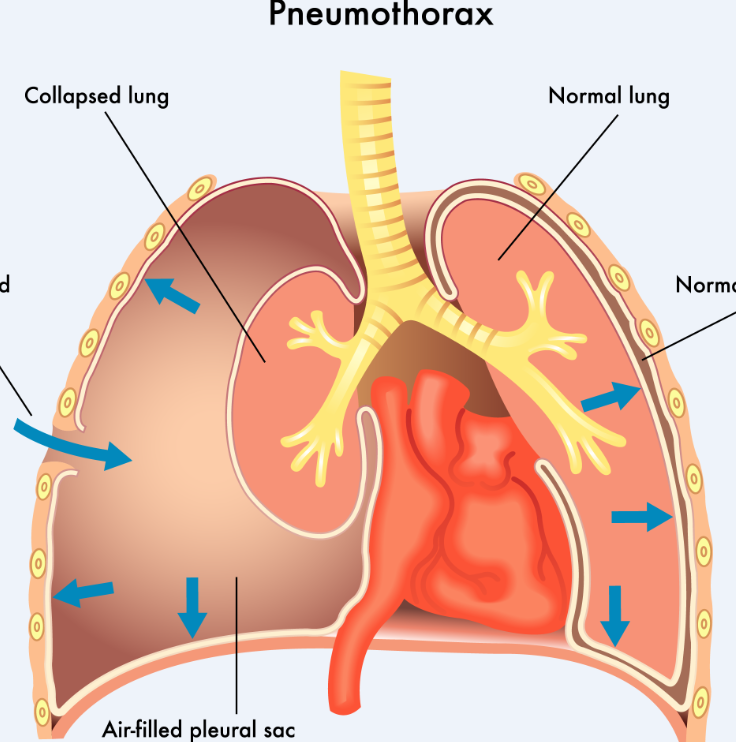 Pneumothorax
Collapsed lung
Normal lung
Air-filled pleural sac